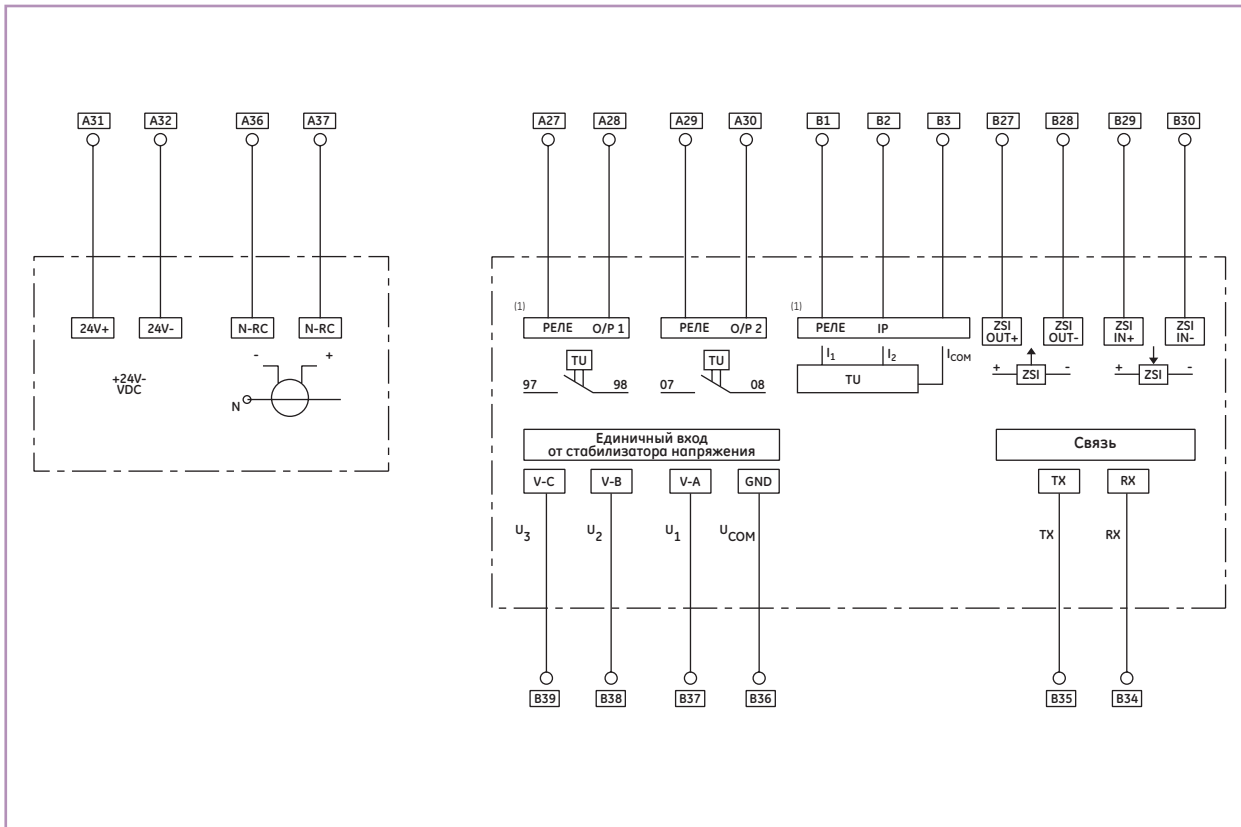 A31 A32 A36 A37 A27 A28 A29 A30 B1 B2 B3 B27 B28 B29 B30
(1) (1)
24V+ 24V- N-RC N-RC РЕЛЕ O/P 1 РЕЛЕ O/P 2 РЕЛЕ IP
ZSI OUT+
ZSI OUT-
ZSI IN+
ZSI IN-
- +
+24V-
VDC
N
TU TU
97 98 07 08
I1 I2 ICOM
TU
+ ZSI - + ZSI -
Единичный вход
от стабилизатора напряжения
Связь
V-C V-B V-A GND TX RX
U3 U2 U1 UCOM TX RX
B39 B38 B37 B36 B35 B34